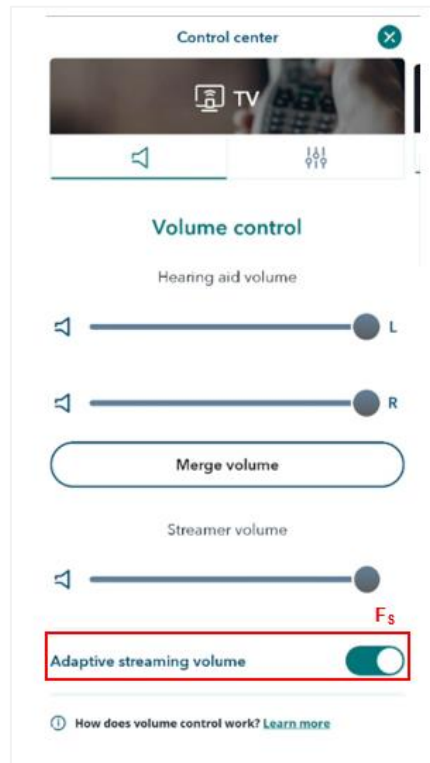 Control center
TV
Volume control
Hearing aid volume
L
R
Merge volume
Streamer volume
Fs
Adaptive streaming volume
How does volume control work? Learn more